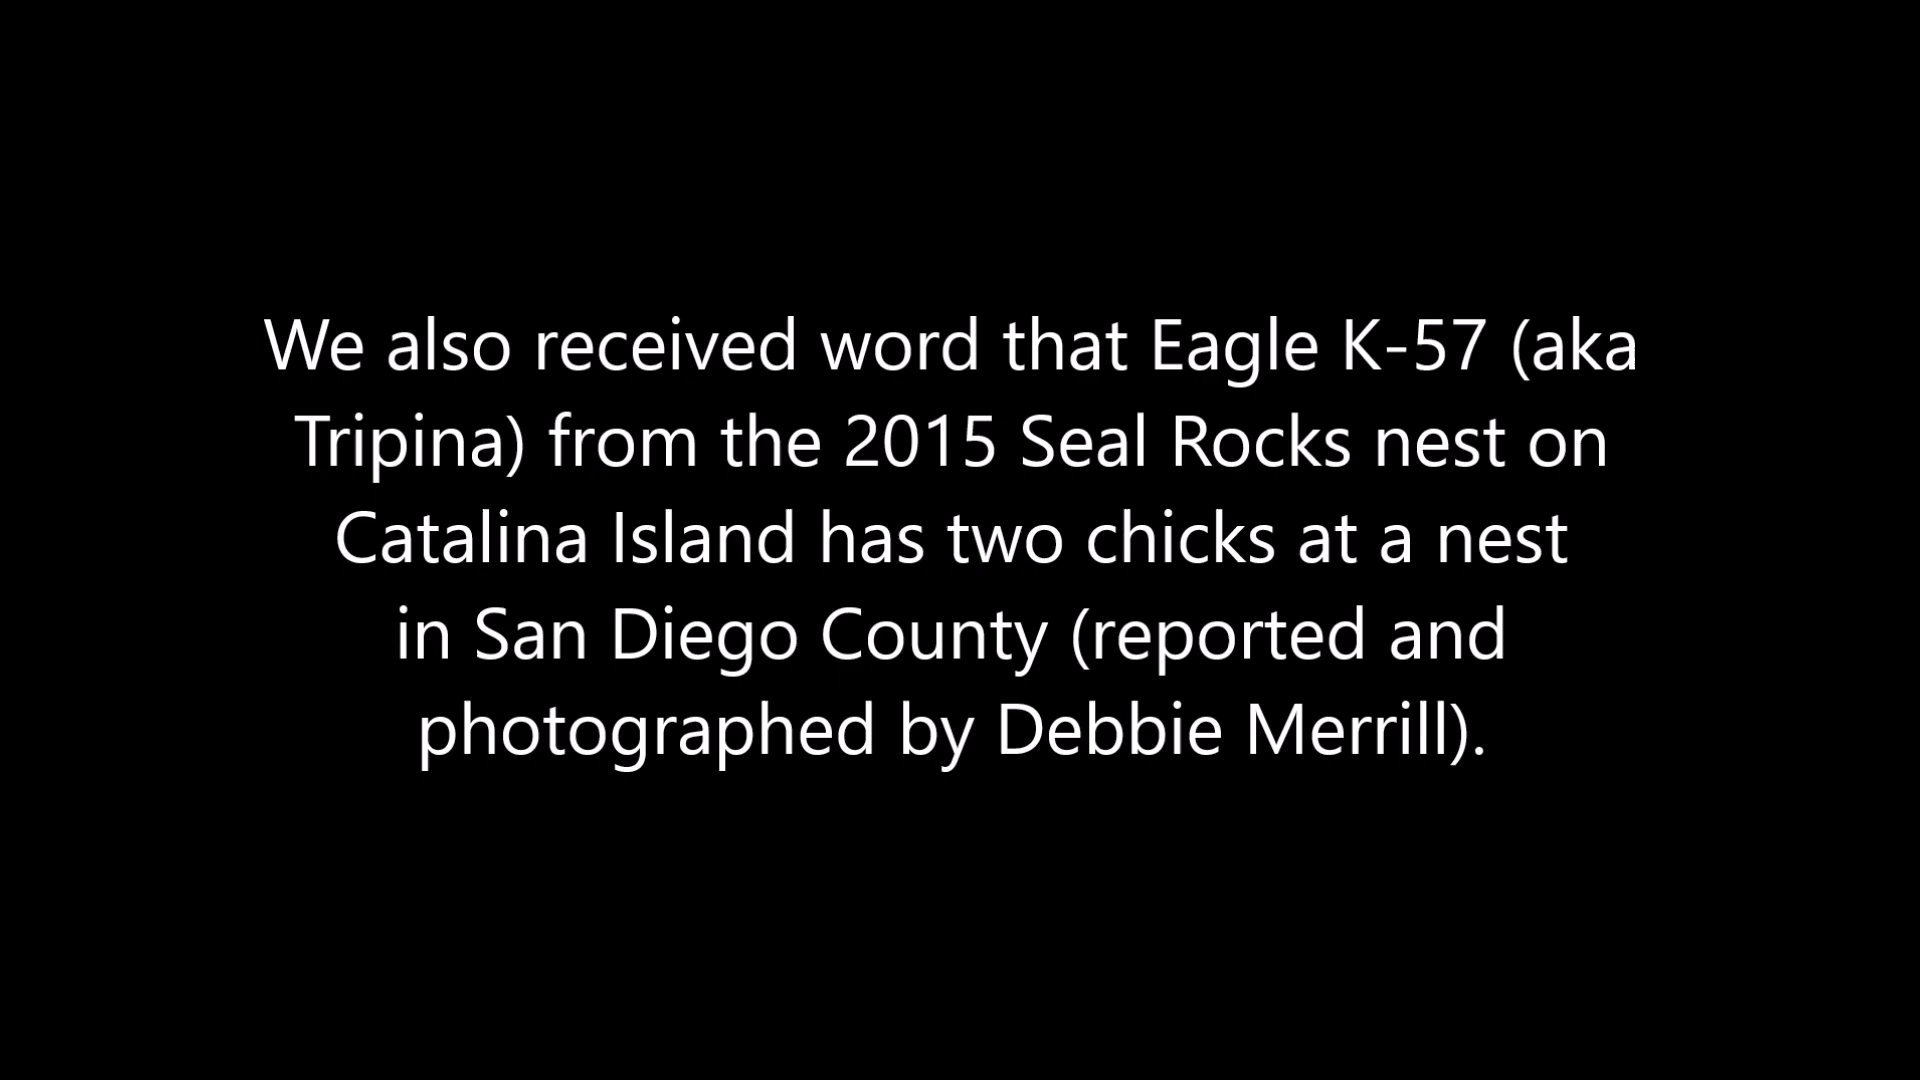 We also received word that Eagle K-57 (aka
Tripina) from the 2015 Seal Rocks nest on
Catalina Island has two chicks at a nest
in San Diego County (reported and
photographed by Debbie Merrill).